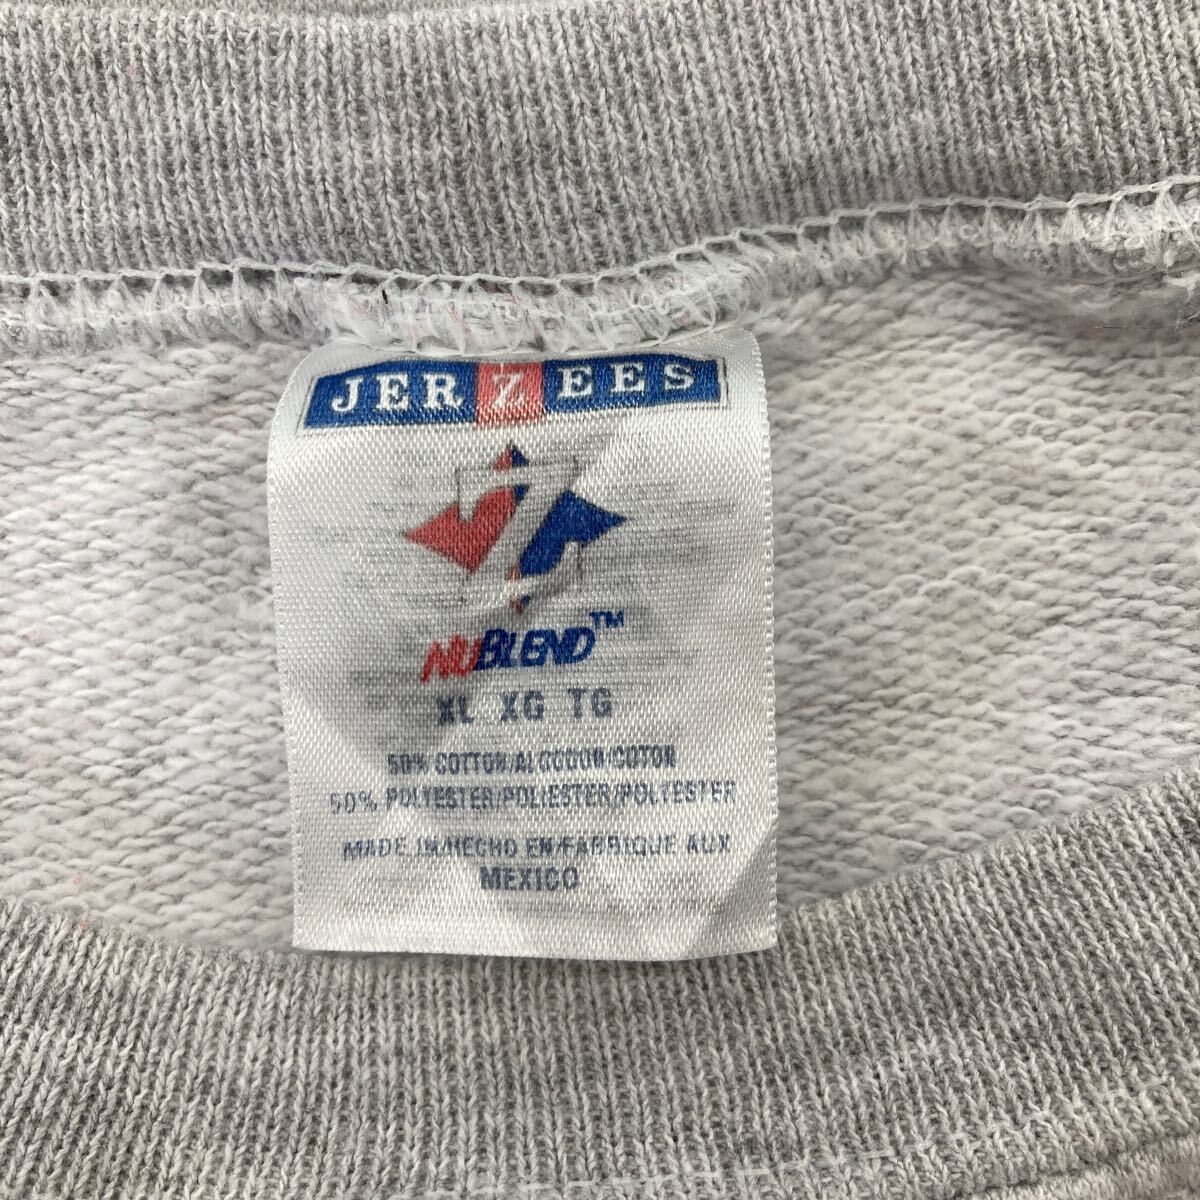 JERZEES
Z
NUBLEND™
XL XG TG
50% COTTON/ALGODON/COTON
50% POLYESTER/POLIESTER/POLYESTER
MADE IN/HECHO EN/FABRIQUE AUX
MEXICO